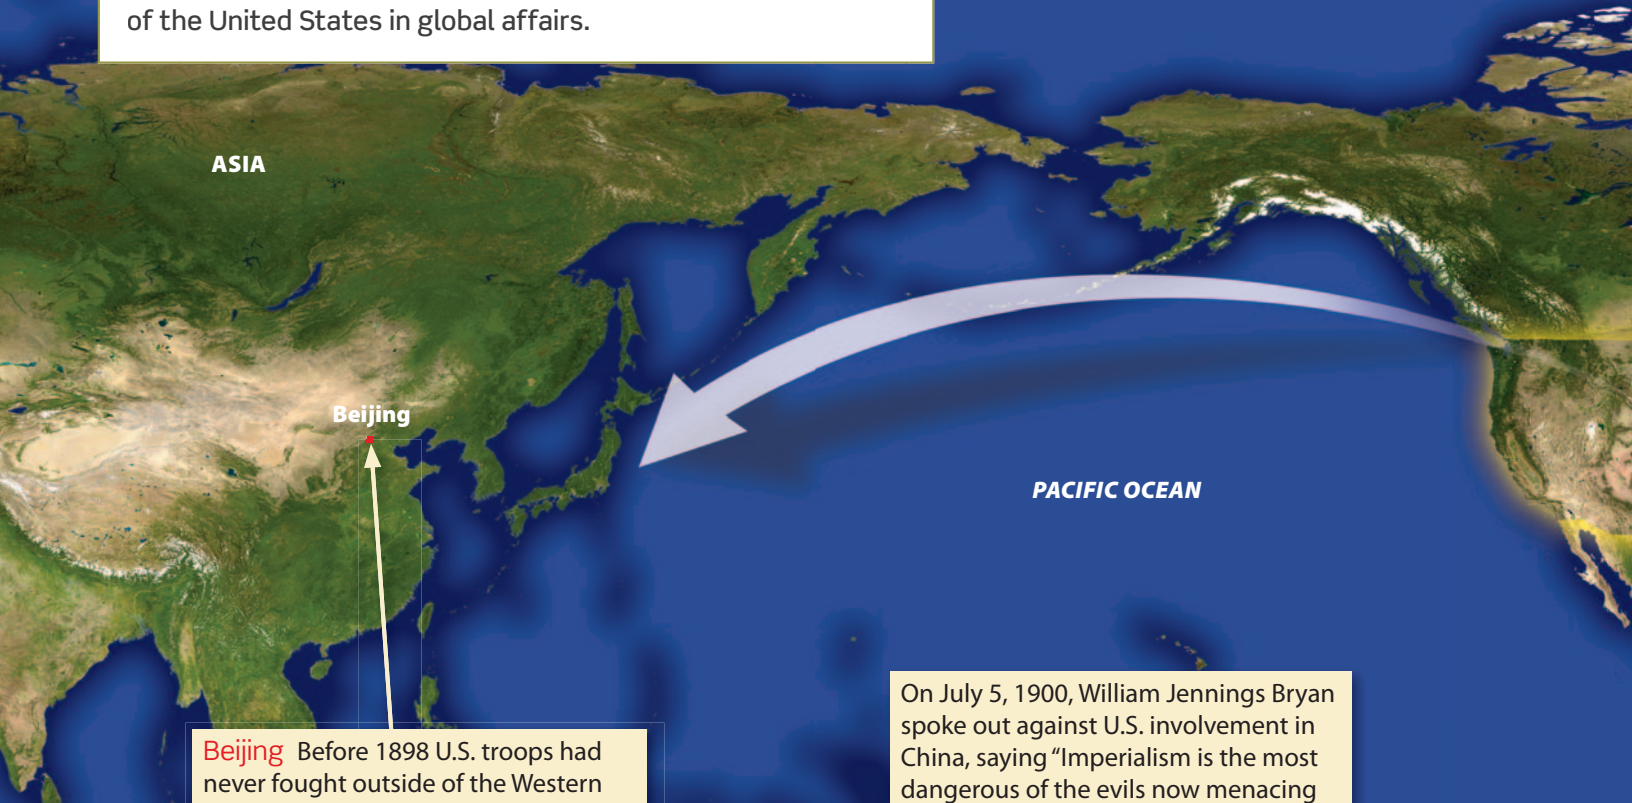 of the United States in global affairs.
ASIA
Beijing
PACIFIC OCEAN
Beijing Before 1898 U.S. troops had
never fought outside of the Western
On July 5, 1900, William Jennings Bryan
spoke out against U.S. involvement in
China, saying “Imperialism is the most
dangerous of the evils now menacing